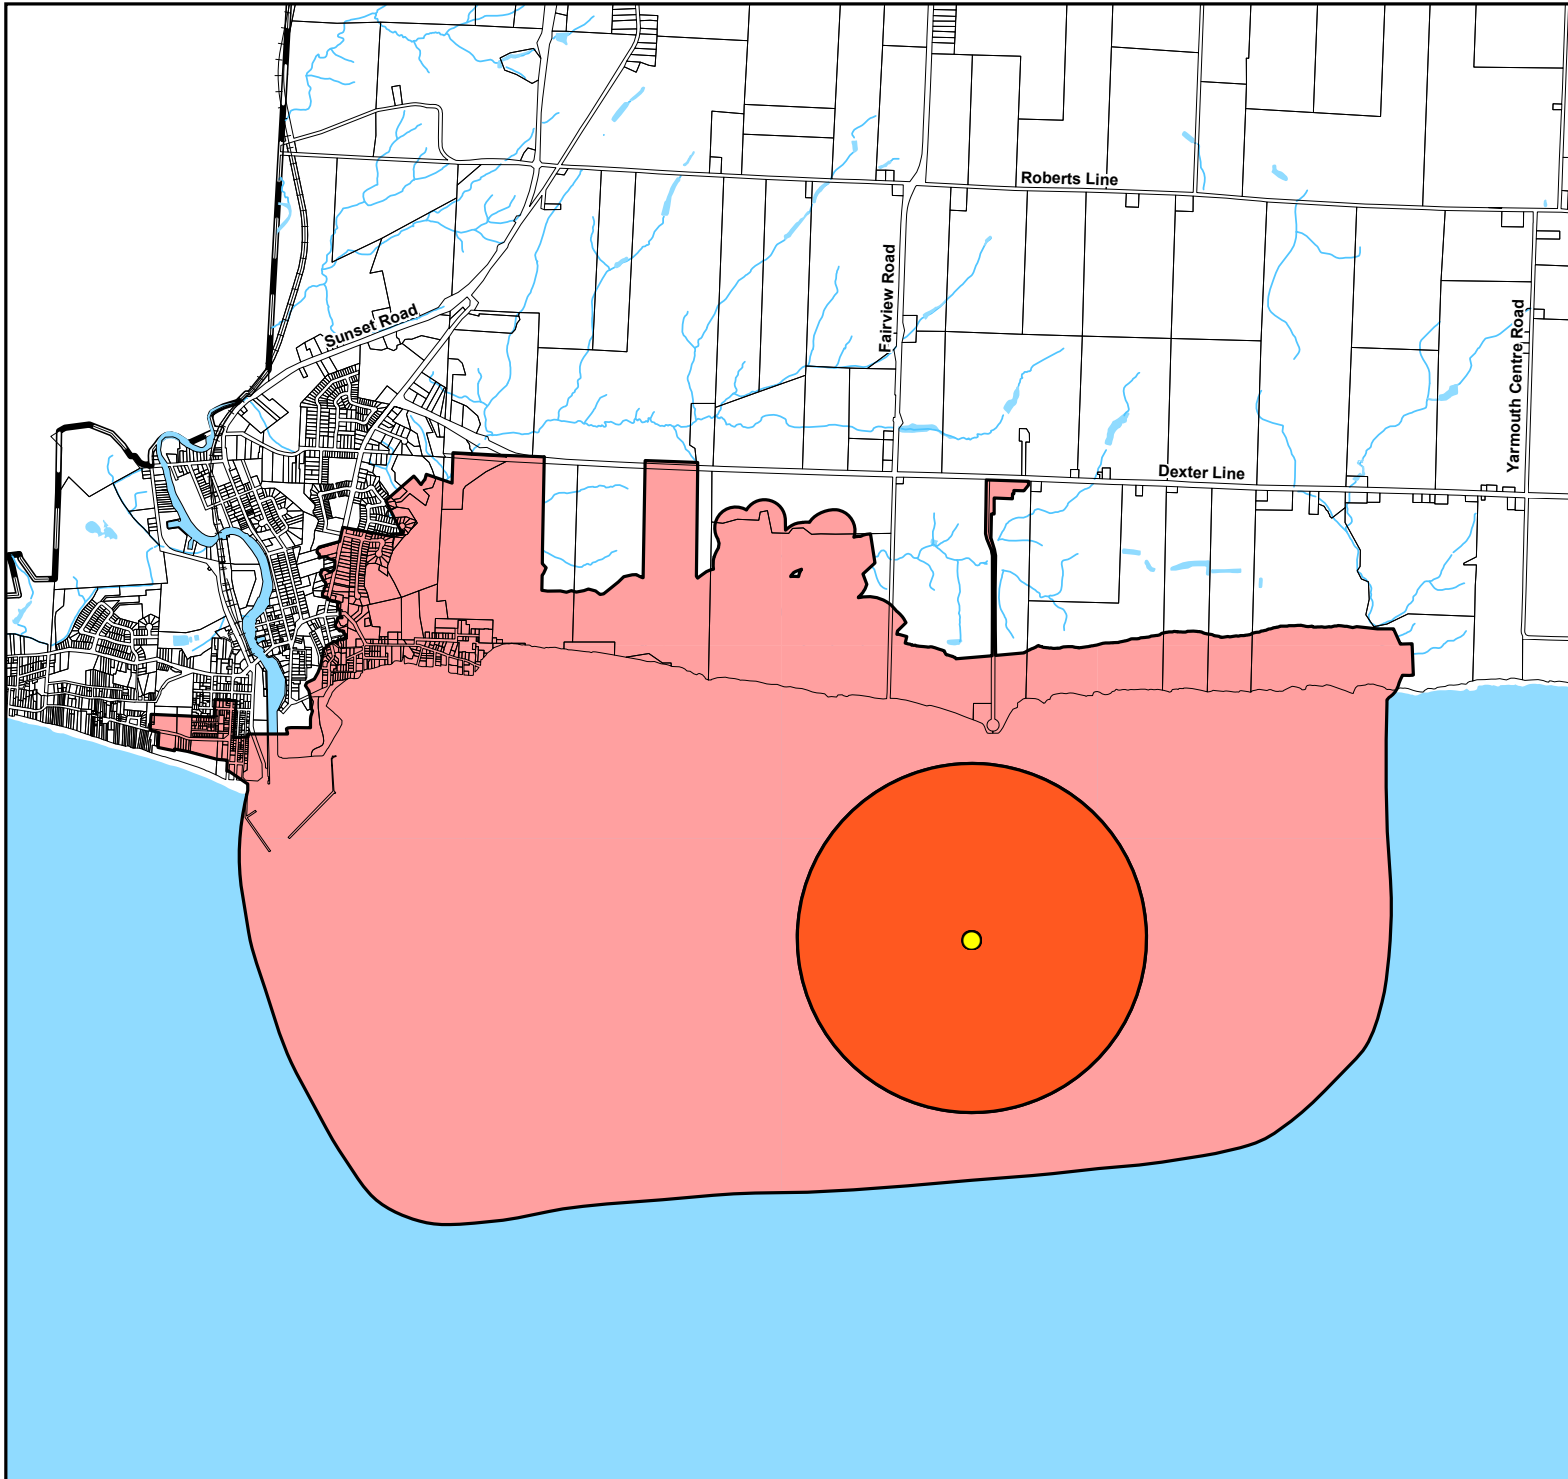 Roberts Line
Fairview Road
Sunset Road
Yarmouth Centre Road
Dexter Line